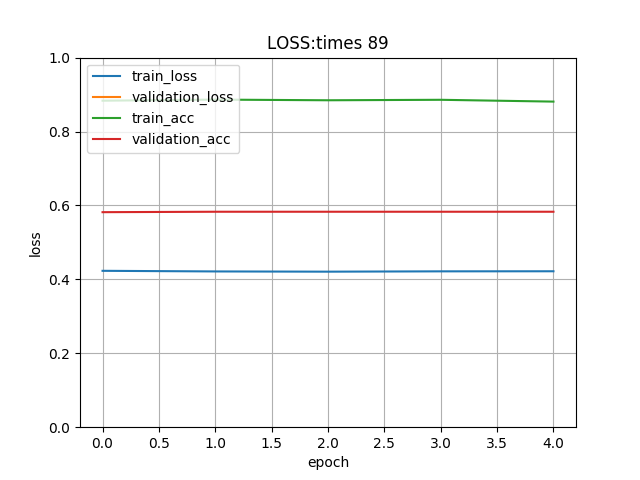 LOSS:times 89
1.0
0.8
0.6
0.4
0.2
0.0
loss
train_loss
validation_loss
train_acc
validation_acc
0.0 0.5 1.0 1.5 2.0 2.5 3.0 3.5 4.0
epoch